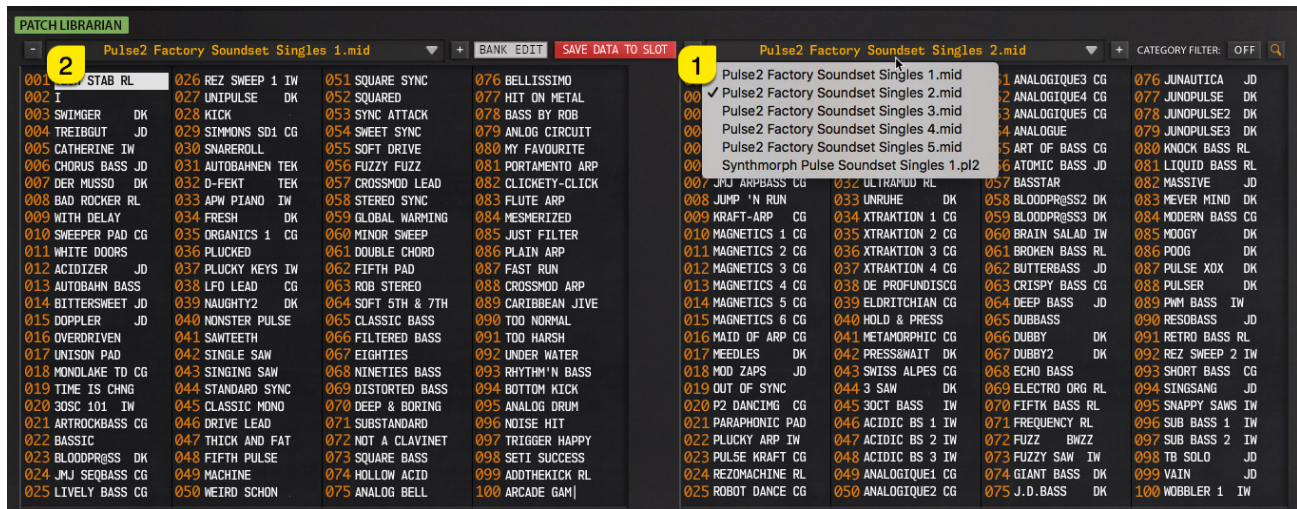 PATCH LIBRARIAN
- Pulse2 Factory Soundset Singles 1.mid + BANK EDIT SAVE DATA TO SLOT
2
001 STAB RL
002 I
003 SWIMGER DK
004 TREIBGUT JD
005 CATHERINE IW
006 CHORUS BASS JD
007 DER MUSSO DK
008 BAD ROCKER RL
009 WITH DELAY
010 SWEEPER PAD CG
011 WHITE DOORS
012 ACIDIZER JD
013 AUTOBAHN BASS
014 BITTERSWEET JD
015 DOPPLER JD
016 OVERDRIVEN
017 UNISON PAD
018 MONOLAKE TD CG
019 TIME IS CHNG
020 3OSC 101 IW
021 ARTROCKBASS CG
022 BASSIC
023 BLOODPR@SS DK
024 JMJ SEQBASS CG
025 LIVELY BASS CG
026 REZ SWEEP 1 IW
027 UNIPULSE DK
028 KICK
029 SIMMONS SD1 CG
030 SNAREROLL
031 AUTOBAHNEN TEK
032 D-FEKT TEK
033 APW PIANO IW
034 FRESH DK
035 ORGANICS 1 CG
036 PLUCKED
037 PLUCKY KEYS IW
038 LFO LEAD CG
039 NAUGHTY2 DK
040 NONSTER PULSE
041 SAWTEETH
042 SINGLE SAW
043 SINGING SAW
044 STANDARD SYNC
045 CLASSIC MONO
046 DRIVE LEAD
047 THICK AND FAT
048 FIFTH PULSE
049 MACHINE
050 WEIRD SCHON
051 SQUARE SYNC
052 SQUARED
053 SYNC ATTACK
054 SWEET SYNC
055 SOFT DRIVE
056 FUZZY FUZZ
057 CROSSMOD LEAD
058 STEREO SYNC
059 GLOBAL WARMING
060 MINOR SWEEP
061 DOUBLE CHORD
062 FIFTH PAD
063 ROB STEREO
064 SOFT 5TH & 7TH
065 CLASSIC BASS
066 FILTERED BASS
067 EIGHTIES
068 NINETIES BASS
069 DISTORTED BASS
070 DEEP & BORING
071 SUBSTANDARD
072 NOT A CLAVINET
073 SQUARE BASS
074 HOLLOW ACID
075 ANALOG BELL
076 BELLISSIMO
077 HIT ON METAL
078 BASS BY ROB
079 ANLOG CIRCUIT
080 MY FAVOURITE
081 PORTAMENTO ARP
082 CLICKETY-CLICK
083 FLUTE ARP
084 MESMERIZED
085 JUST FILTER
086 PLAIN ARP
087 FAST RUN
088 CROSSMOD ARP
089 CARIBBEAN JIVE
090 TOO NORMAL
091 TOO HARSH
092 UNDER WATER
093 RHYTHM'N BASS
094 BOTTOM KICK
095 ANALOG DRUM
096 NOISE HIT
097 TRIGGER HAPPY
098 SETI SUCCESS
099 ADDTHEKICK RL
100 ARCADE GAM
Pulse2 Factory Soundset Singles 2.mid + CATEGORY FILTER: OFF
1
Pulse2 Factory Soundset Singles 1.mid
✓ Pulse2 Factory Soundset Singles 2.mid
Pulse2 Factory Soundset Singles 3.mid
Pulse2 Factory Soundset Singles 4.mid
Pulse2 Factory Soundset Singles 5.mid
Synthmorph Pulse Soundset Singles 1.pl2
007 JMJ ARPBASS CG
008 JUMP 'N RUN
009 KRAFT-ARP CG
010 MAGNETICS 1 CG
011 MAGNETICS 2 CG
012 MAGNETICS 3 CG
013 MAGNETICS 4 CG
014 MAGNETICS 5 CG
015 MAGNETICS 6 CG
016 MAID OF ARP CG
017 MEEDLES DK
018 MOD ZAPS JD
019 OUT OF SYNC
020 P2 DANCIMG CG
021 PARAPHONIC PAD
022 PLUCKY ARP IW
023 PUL5E KRAFT CG
024 REZOMACHINE RL
025 ROBOT DANCE CG
032 ULTRAMOD RL
033 UNRUHE DK
034 XTRAKTION 1 CG
035 XTRAKTION 2 CG
036 XTRAKTION 3 CG
037 XTRAKTION 4 CG
038 DE PROFUNDISCG
039 ELDRITCHIAN CG
040 HOLD & PRESS
041 METAMORPHIC CG
042 PRESS&WAIT DK
043 SWISS ALPES CG
044 3 SAW DK
045 3OCT BASS IW
046 ACIDIC BS 1 IW
047 ACIDIC BS 2 IW
048 ACIDIC BS 3 IW
049 ANALOGIQUE1 CG
050 ANALOGIQUE2 CG
1 ANALOGIQUE3 CG
2 ANALOGIQUE4 CG
3 ANALOGIQUE5 CG
4 ANALOGUE
5 ART OF BASS CG
6 ATOMIC BASS JD
057 BASSTAR
058 BLOODPR@SS2 DK
059 BLOODPR@SS3 DK
060 BRAIN SALAD IW
061 BROKEN BASS RL
062 BUTTERBASS JD
063 CRISPY BASS CG
064 DEEP BASS JD
065 DUBBASS
066 DUBBY DK
067 DUBBY2 DK
068 ECHO BASS
069 ELECTRO ORG RL
070 FIFTK BASS RL
071 FREQUENCY RL
072 FUZZ BWZZ
073 FUZZY SAW IW
074 GIANT BASS DK
075 J.D.BASS DK
076 JUNAUTICA JD
077 JUNOPULSE DK
078 JUNOPULSE2 DK
079 JUNOPULSE3 DK
080 KNOCK BASS RL
081 LIQUID BASS RL
082 MASSIVE JD
083 MEVER MIND DK
084 MODERN BASS CG
085 MOOGY DK
086 POOG DK
087 PULSE XOX DK
088 PULSER DK
089 PWM BASS IW
090 RESOBASS JD
091 RETRO BASS RL
092 REZ SWEEP 2 IW
093 SHORT BASS CG
094 SINGSANG JD
095 SNAPPY SAWS IW
096 SUB BASS 1 IW
097 SUB BASS 2 IW
098 TB SOLO JD
099 VAIN JD
100 WOBBLER 1 IW